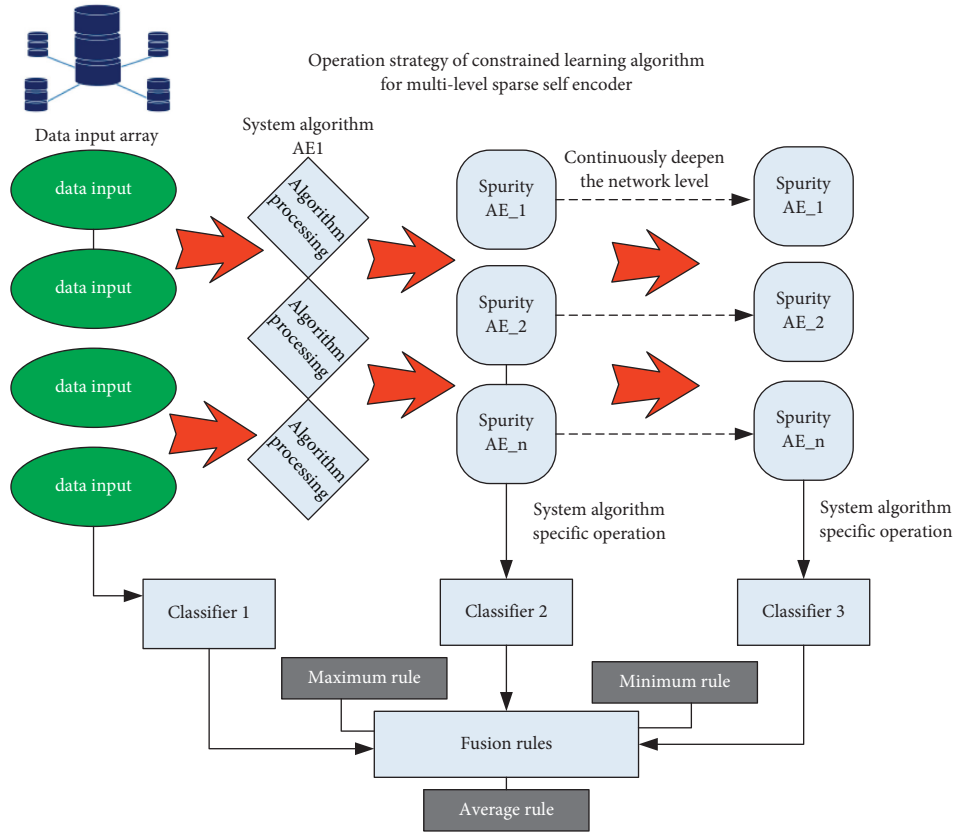 Operation strategy of constrained learning algorithm
for multi-level sparse self encoder
Data input array
System algorithm
AE1
data input
data input
data input
data input
Algorithm
processing
Algorithm
processing
Algorithm
processing
Spurity
AE_1
Continuously deepen
the network level
Spurity
AE_1
Spurity
AE_2
Spurity
AE_2
Spurity
AE_n
Spurity
AE_n
System algorithm
specific operation
System algorithm
specific operation
Classifier 1
Classifier 2
Classifier 3
Maximum rule
Minimum rule
Fusion rules
Average rule